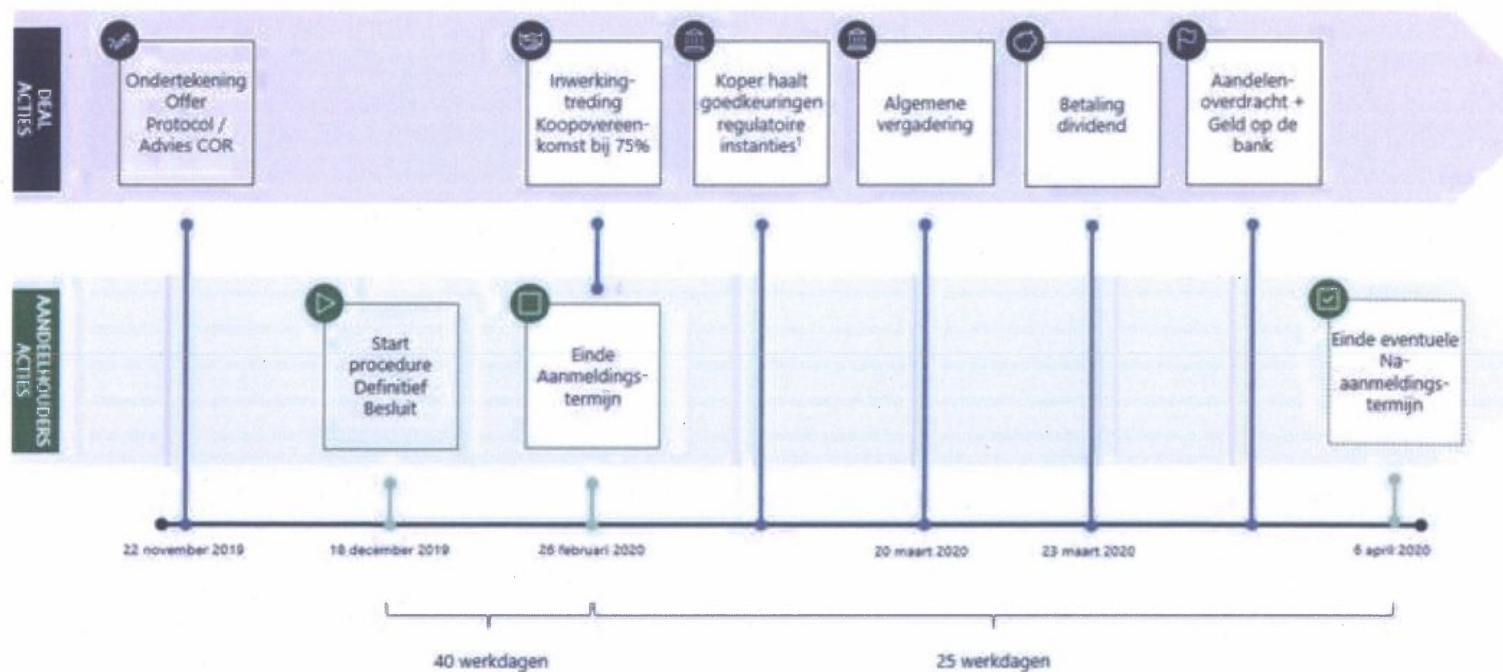 DEAL
ACTIES
Ondertekening
Offer
Protocol /
Advies COR
Inwerking-
treding
Koopovereen-
komst bij 75%
Koper haalt
goedkeuringen
regulatoire
instanties¹
Algemene
vergadering
Betaling
dividend
Aandelen-
overdracht +
Geld op de
bank
AANDEELHOUDERS
ACTIES
Start
procedure
Definitief
Besluit
Einde
Aanmeldings-
termijn
Einde eventuele
Na-
aanmeldings-
termijn
22 november 2019
18 december 2019
26 februari 2020
20 maart 2020
23 maart 2020
6 april 2020
40 werkdagen
25 werkdagen